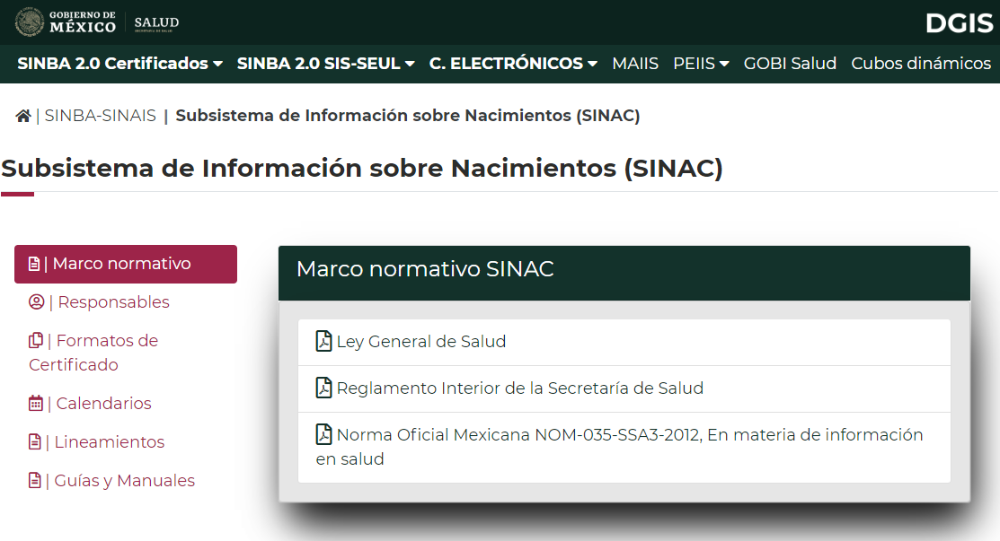 GOBIERNO DE
MÉXICO
SALUD
SECRETARÍA DE SALUD
DGIS
SINBA 2.0 Certificados SINBA 2.0 SIS-SEUL C. ELECTRÓNICOS MAIIS PEIIS GOBI Salud Cubos dinámicos
| SINBA-SINAIS | Subsistema de Información sobre Nacimientos (SINAC)
Subsistema de Información sobre Nacimientos (SINAC)
| Marco normativo
| Responsables
| Formatos de
Certificado
| Calendarios
| Lineamientos
| Guías y Manuales
Marco normativo SINAC
Ley General de Salud
Reglamento Interior de la Secretaría de Salud
Norma Oficial Mexicana NOM-035-SSA3-2012, En materia de información
en salud